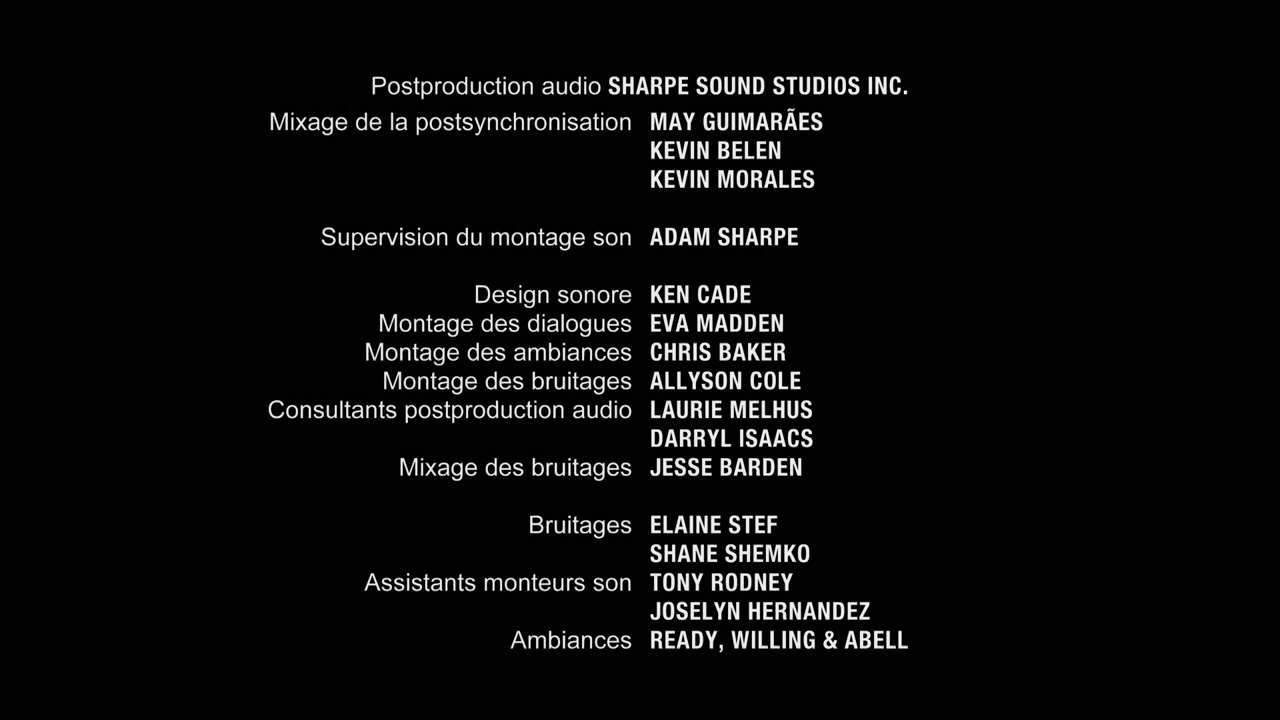 Postproduction audio SHARPE SOUND STUDIOS INC.
Mixage de la postsynchronisation MAY GUIMARÃES
KEVIN BELEN
KEVIN MORALES
Supervision du montage son ADAM SHARPE
Design sonore KEN CADE
Montage des dialogues EVA MADDEN
Montage des ambiances CHRIS BAKER
Montage des bruitages ALLYSON COLE
Consultants postproduction audio LAURIE MELHUS
DARRYL ISAACS
Mixage des bruitages JESSE BARDEN
Bruitages ELAINE STEF
SHANE SHEMKO
Assistants monteurs son TONY RODNEY
JOSELYN HERNANDEZ
Ambiances READY, WILLING & ABELL